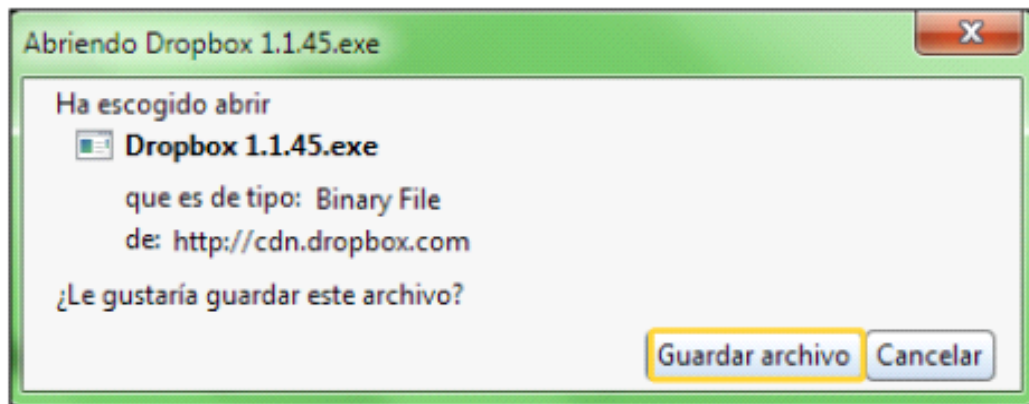 Abriendo Dropbox 1.1.45.exe
Ha escogido abrir
Dropbox 1.1.45.exe
que es de tipo: Binary File
de: http://cdn.dropbox.com
¿Le gustaría guardar este archivo?
Guardar archivo Cancelar